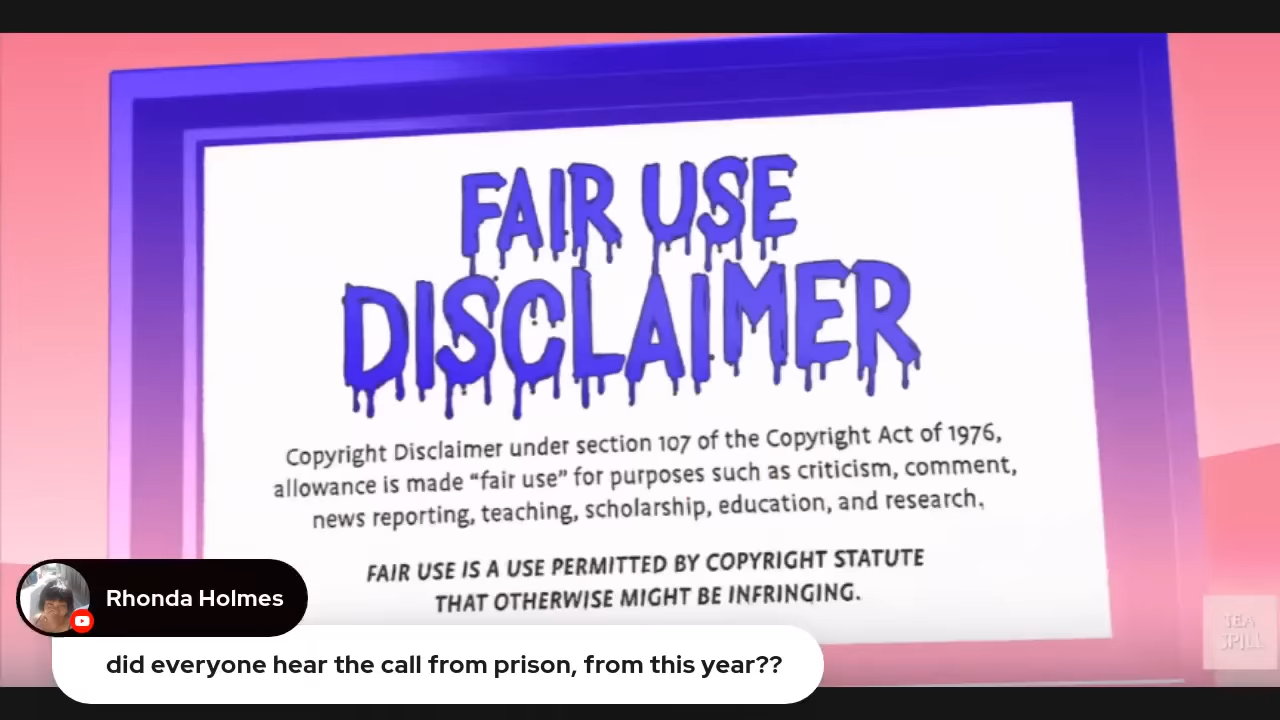 FAIR USE
DISCLAIMER
Copyright Disclaimer under section 107 of the Copyright Act of 1976,
allowance is made “fair use” for purposes such as criticism, comment,
news reporting, teaching, scholarship, education, and research.
FAIR USE IS A USE PERMITTED BY COPYRIGHT STATUTE
THAT OTHERWISE MIGHT BE INFRINGING.
Rhonda Holmes
TEA
SPILL
did everyone hear the call from prison, from this year??